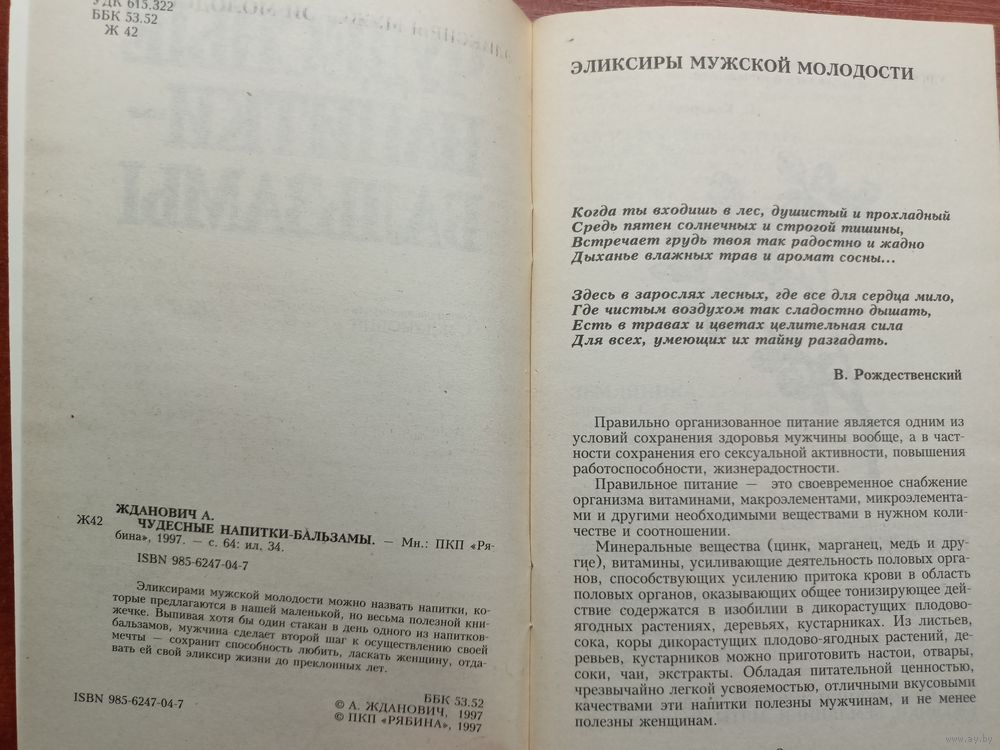 УДК 615.322
ББК 53.52
Ж 42
ЖДАНОВИЧ А.
Ж42 ЧУДЕСНЫЕ НАПИТКИ-БАЛЬЗАМЫ. — Мн.: ПКП «Ря-
бина», 1997. — с. 64: ил. 34.
ISBN 985-6247-04-7
Эликсирами мужской молодости можно назвать напитки, ко-
торые предлагаются в нашей маленькой, но весьма полезной кни-
жечке. Выпивая хотя бы один стакан в день одного из напитков-
бальзамов, мужчина сделает второй шаг к осуществлению своей
мечты — сохранит способность любить, ласкать женщину, отда-
вать ей свой эликсир жизни до преклонных лет.
ББК 53.52
ISBN 985-6247-04-7
© А. ЖДАНОВИЧ, 1997
© ПКП «РЯБИНА», 1997
ЭЛИКСИРЫ МУЖСКОЙ МОЛОДОСТИ
Когда ты входишь в лес, душистый и прохладный
Средь пятен солнечных и строгой тишины,
Встречает грудь твоя так радостно и жадно
Дыханье влажных трав и аромат сосны...
Здесь в зарослях лесных, где все для сердца мило,
Где чистым воздухом так сладостно дышать,
Есть в травах и цветах целительная сила
Для всех, умеющих их тайну разгадать.
В. Рождественский
Правильно организованное питание является одним из
условий сохранения здоровья мужчины вообще, а в част-
ности сохранения его сексуальной активности, повышения
работоспособности, жизнерадостности.
Правильное питание — это своевременное снабжение
организма витаминами, макроэлементами, микроэлемента-
ми и другими необходимыми веществами в нужном коли-
честве и соотношении.
Минеральные вещества (цинк, марганец, медь и дру-
гие), витамины, усиливающие деятельность половых орга-
нов, способствующих усилению притока крови в область
половых органов, оказывающих общее тонизирующее дей-
ствие содержатся в изобилии в дикорастущих плодово-
ягодных растениях, деревьях, кустарниках. Из листьев,
сока, коры дикорастущих плодово-ягодных растений, де-
ревьев, кустарников можно приготовить настои, отвары,
соки, чаи, экстракты. Обладая питательной ценностью,
чрезвычайно легкой усвояемостью, отличными вкусовыми
качествами эти напитки полезны мужчинам, и не менее
полезны женщинам.
www.ay.by